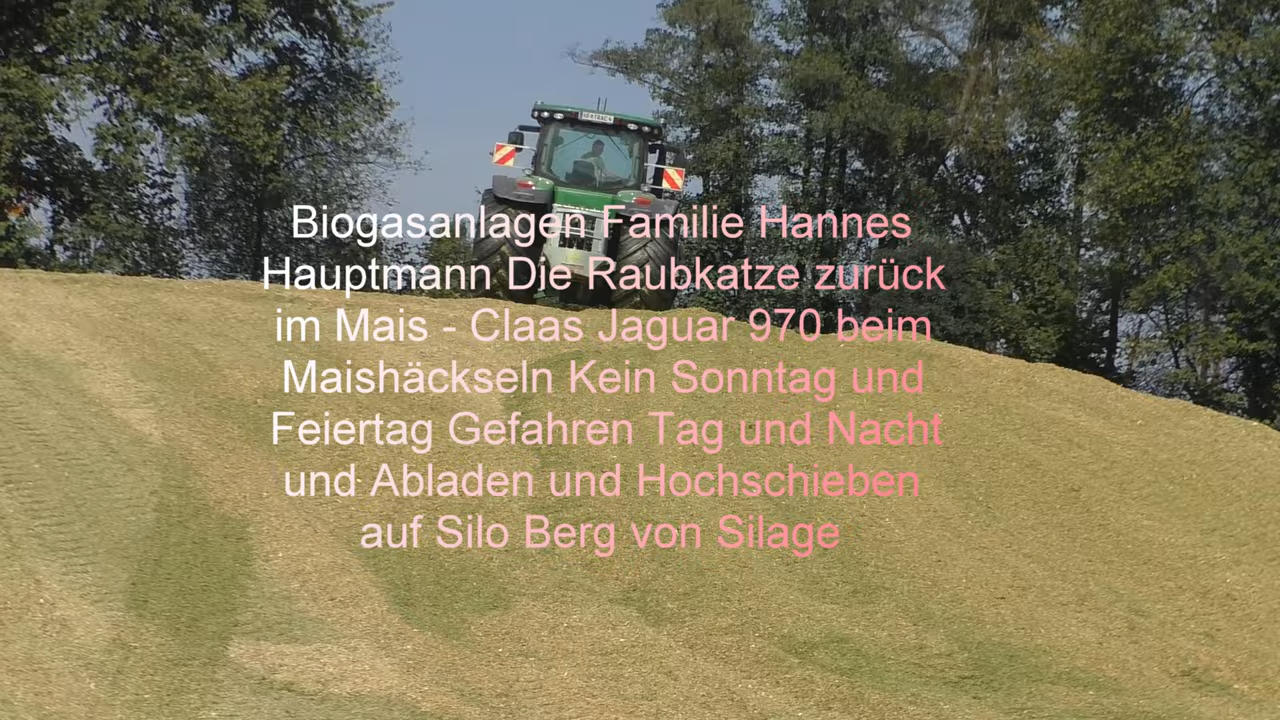 Biogasanlagen Familie Hannes
Hauptmann Die Raubkatze zurück
im Mais - Claas Jaguar 970 beim
Maishäckseln Kein Sonntag und
Feiertag Gefahren Tag und Nacht
und Abladen und Hochschieben
auf Silo Berg von Silage